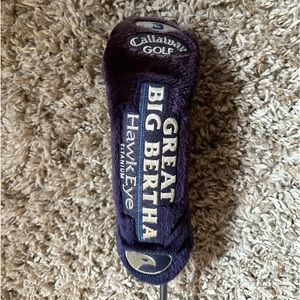 Callaway
GOLF
GREAT
BIG BERTHA
HawkEye
TITANIUM